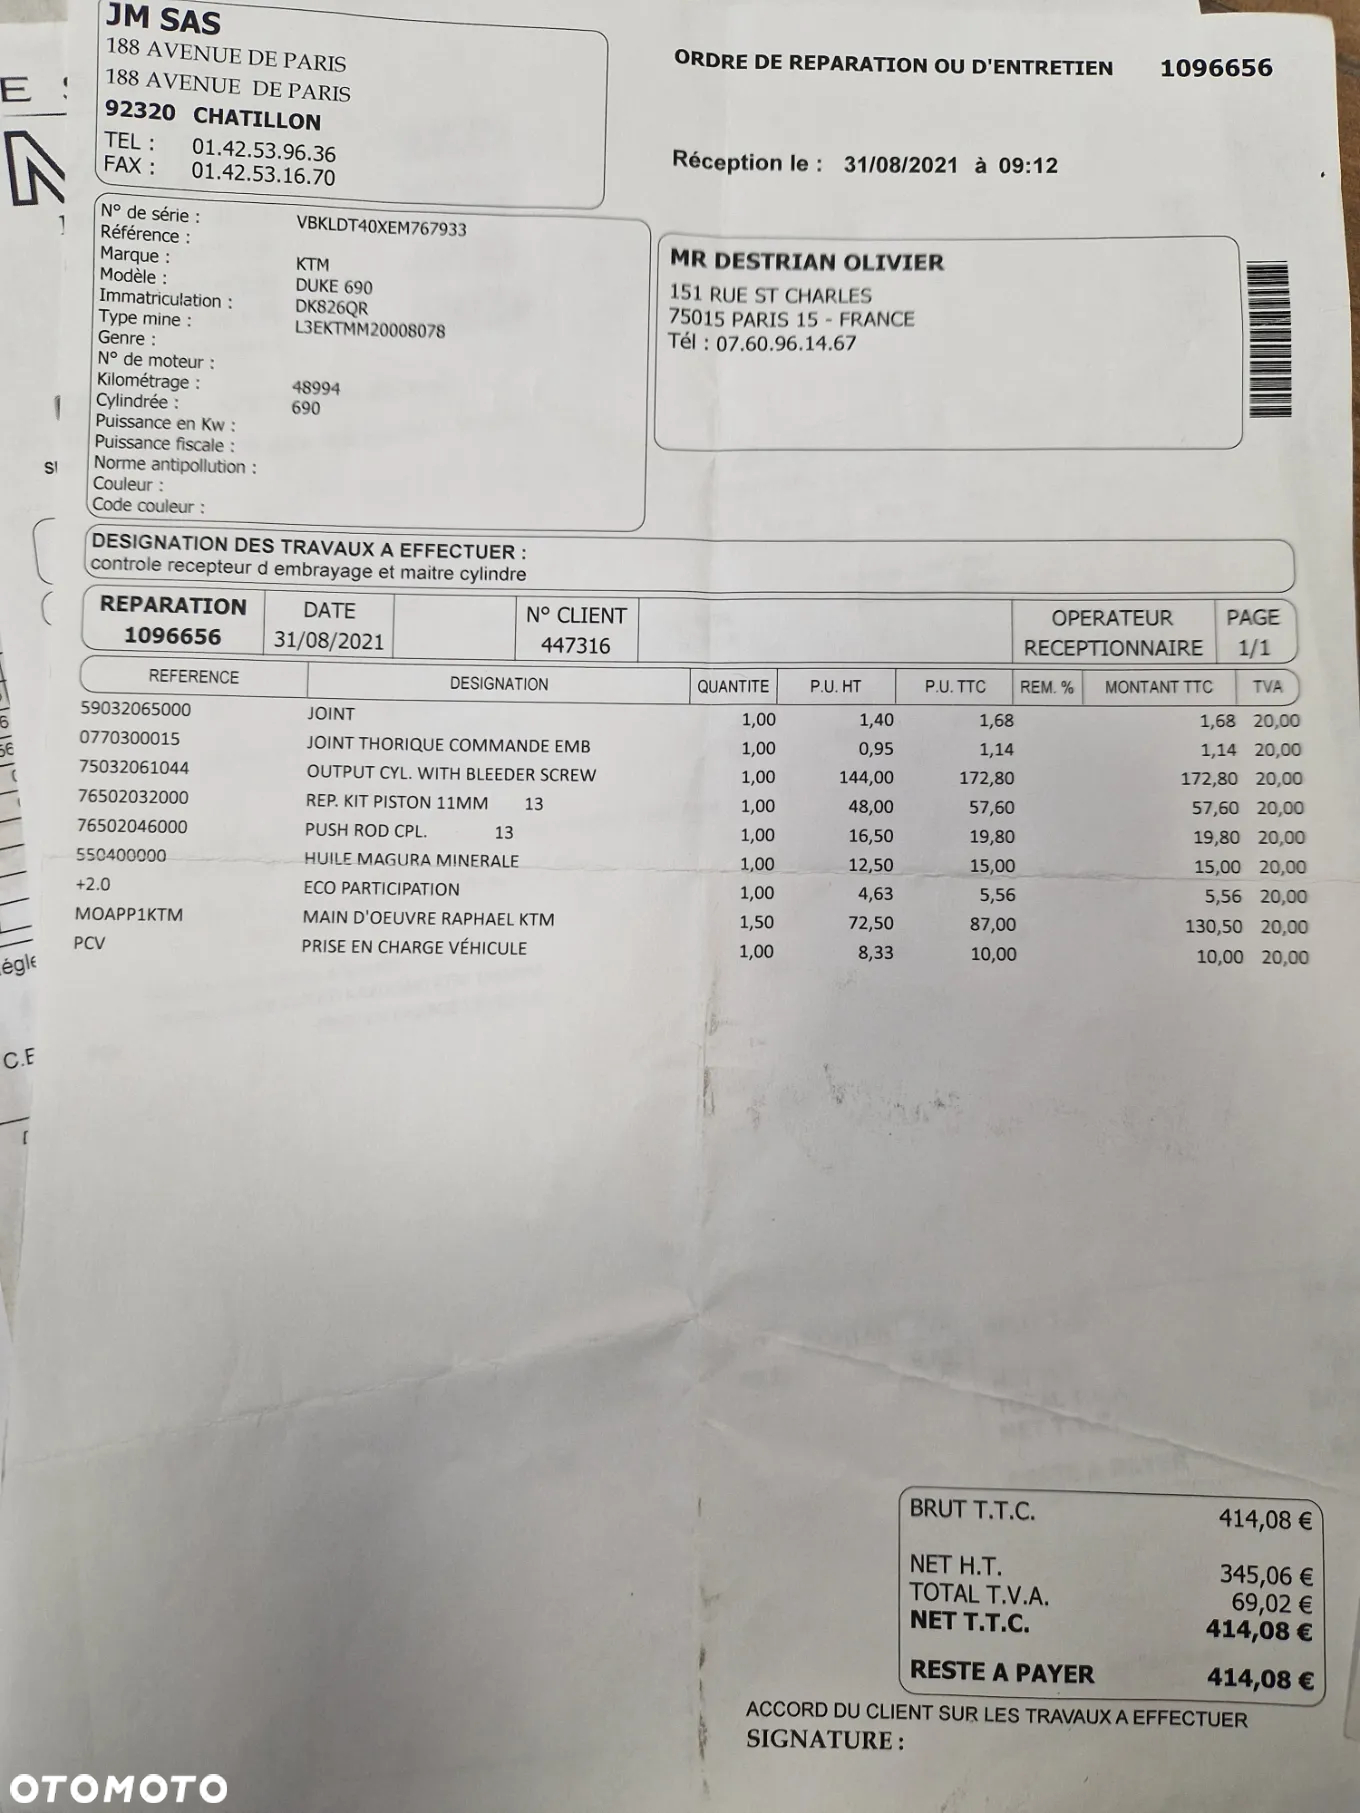 JM SAS
188 AVENUE DE PARIS
188 AVENUE DE PARIS
92320 CHATILLON
TEL : 01.42.53.96.36
FAX : 01.42.53.16.70
ORDRE DE REPARATION OU D'ENTRETIEN 1096656
Réception le : 31/08/2021 à 09:12
N° de série : VBKLDT40XEM767933
Référence :
Marque : KTM
Modèle : DUKE 690
Immatriculation : DK826QR
Type mine : L3EKTMM20008078
Genre :
N° de moteur :
Kilométrage : 48994
Cylindrée : 690
Puissance en Kw :
Puissance fiscale :
Norme antipollution :
Couleur :
Code couleur :
MR DESTRIAN OLIVIER
151 RUE ST CHARLES
75015 PARIS 15 - FRANCE
Tél : 07.60.96.14.67
DESIGNATION DES TRAVAUX A EFFECTUER :
controle recepteur d embrayage et maitre cylindre
REPARATION DATE N° CLIENT OPERATEUR PAGE
1096656 31/08/2021 447316 RECEPTIONNAIRE 1/1
REFERENCE DESIGNATION QUANTITE P.U. HT P.U. TTC REM. % MONTANT TTC TVA
59032065000 JOINT 1,00 1,40 1,68 1,68 20,00
0770300015 JOINT THORIQUE COMMANDE EMB 1,00 0,95 1,14 1,14 20,00
75032061044 OUTPUT CYL. WITH BLEEDER SCREW 1,00 144,00 172,80 172,80 20,00
76502032000 REP. KIT PISTON 11MM 13 1,00 48,00 57,60 57,60 20,00
76502046000 PUSH ROD CPL. 13 1,00 16,50 19,80 19,80 20,00
550400000 HUILE MAGURA MINERALE 1,00 12,50 15,00 15,00 20,00
+2.0 ECO PARTICIPATION 1,00 4,63 5,56 5,56 20,00
MOAPP1KTM MAIN D'OEUVRE RAPHAEL KTM 1,50 72,50 87,00 130,50 20,00
PCV PRISE EN CHARGE VÉHICULE 1,00 8,33 10,00 10,00 20,00
BRUT T.T.C. 414,08 €
NET H.T. 345,06 €
TOTAL T.V.A. 69,02 €
NET T.T.C. 414,08 €
RESTE A PAYER 414,08 €
ACCORD DU CLIENT SUR LES TRAVAUX A EFFECTUER
SIGNATURE :
OTOMOTO